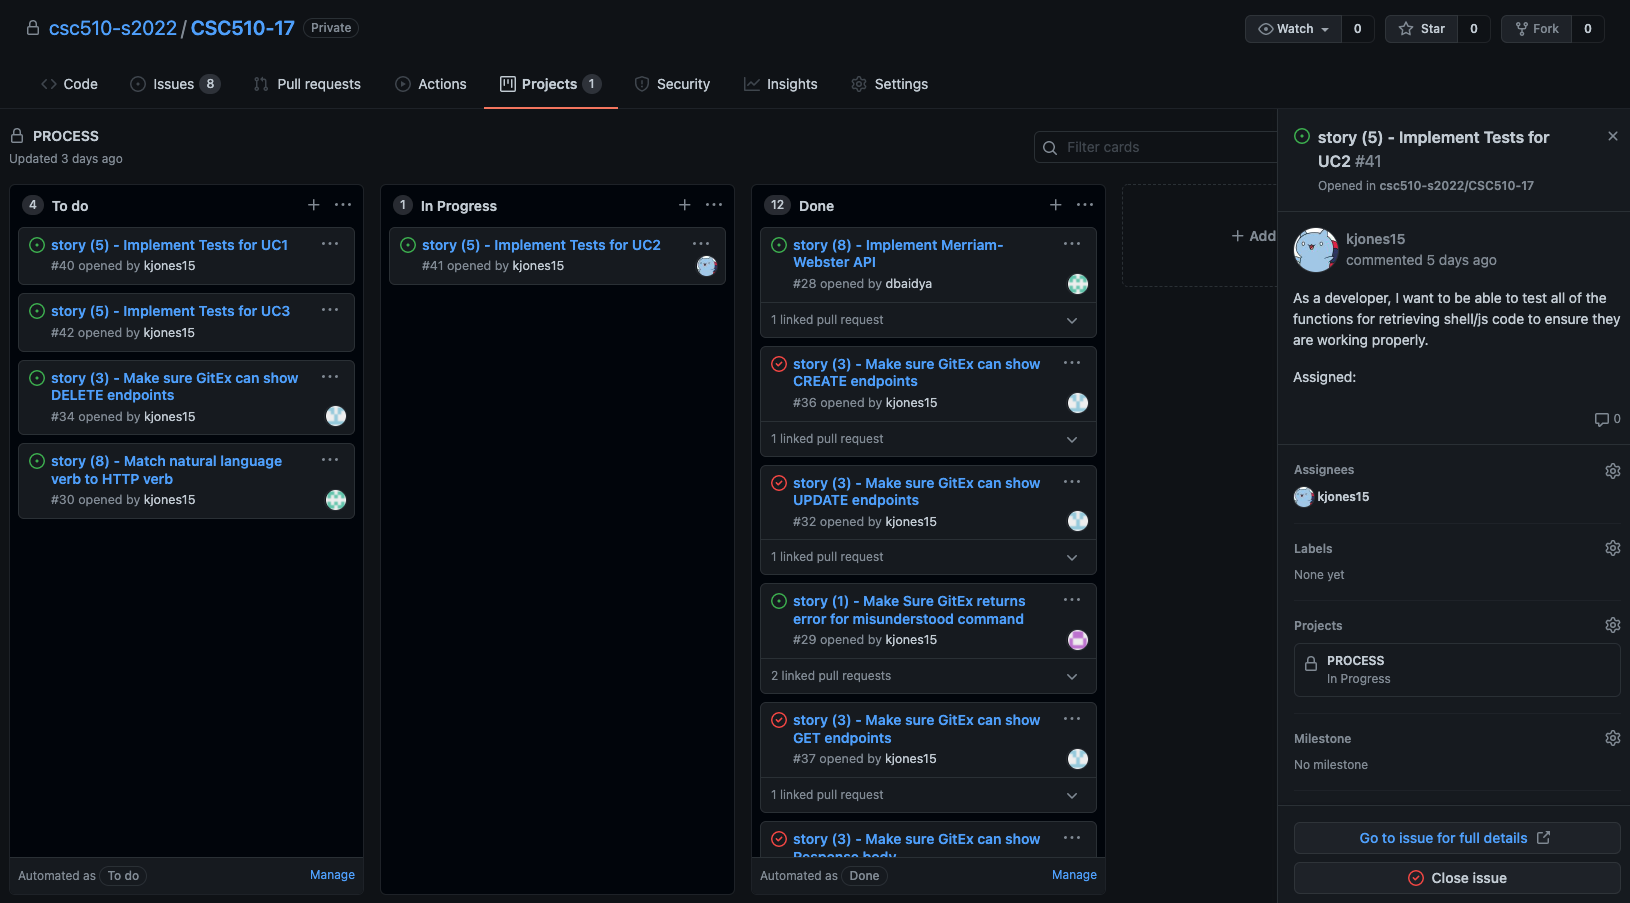 csc510-s2022 / CSC510-17 Private
Watch 0
Star 0
Fork 0
Code
Issues 8
Pull requests
Actions
Projects 1
Security
Insights
Settings
PROCESS
Updated 3 days ago
Filter cards
4 To do
story (5) - Implement Tests for UC1
#40 opened by kjones15
story (5) - Implement Tests for UC3
#42 opened by kjones15
story (3) - Make sure GitEx can show
DELETE endpoints
#34 opened by kjones15
story (8) - Match natural language
verb to HTTP verb
#30 opened by kjones15
Automated as To do
Manage
1 In Progress
story (5) - Implement Tests for UC2
#41 opened by kjones15
12 Done
story (8) - Implement Merriam-
Webster API
#28 opened by dbaidya
1 linked pull request
story (3) - Make sure GitEx can show
CREATE endpoints
#36 opened by kjones15
1 linked pull request
story (3) - Make sure GitEx can show
UPDATE endpoints
#32 opened by kjones15
1 linked pull request
story (1) - Make Sure GitEx returns
error for misunderstood command
#29 opened by kjones15
2 linked pull requests
story (3) - Make sure GitEx can show
GET endpoints
#37 opened by kjones15
1 linked pull request
story (3) - Make sure GitEx can show
Response body
Automated as Done
Manage
+ Add
story (5) - Implement Tests for
UC2 #41
Opened in csc510-s2022/CSC510-17
kjones15
commented 5 days ago
As a developer, I want to be able to test all of the
functions for retrieving shell/js code to ensure they
are working properly.
Assigned:
0
Assignees
kjones15
Labels
None yet
Projects
PROCESS
In Progress
Milestone
No milestone
Go to issue for full details
Close issue